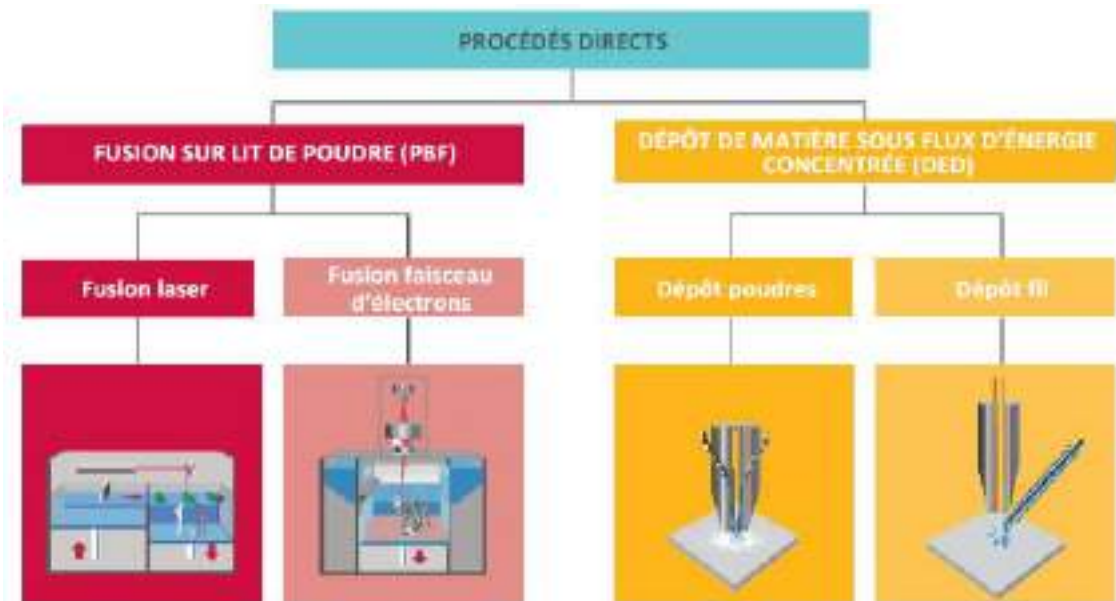 PROCÉDÉS DIRECTS
FUSION SUR LIT DE POUDRE (PBF)
DÉPÔT DE MATIÈRE SOUS FLUX D'ÉNERGIE
CONCENTRÉE (DED)
Fusion laser
Fusion faisceau
d'électrons
Dépôt poudres
Dépôt fil